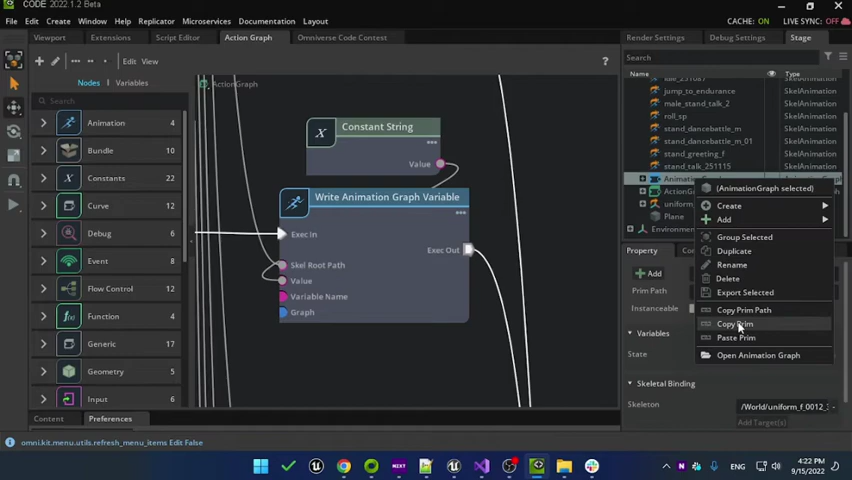 CODE 2022.1.2 Beta
File Edit Create Window Replicator Microservices Documentation Layout
CACHE: ON LIVE SYNC: OFF
Viewport Extensions Script Editor Action Graph Omniverse Code Contest
Render Settings Debug Settings Stage
Edit View ?
Search
ActionGraph
Name Type
Nodes Variables
Search
Animation 4
Bundle 4
Constants 22
Curve 2
Debug 6
Event 8
Flow Control 12
Function 4
Generic 4
Geometry 12
Input 7
Constant String
Value
Write Animation Graph Variable
Exec In
Exec Out
Skel Root Path
Value
Variable Name
Graph
SkelAnimation
jump_to_endurance SkelAnimation
male_stand_talk_2 SkelAnimation
roll_sp SkelAnimation
stand_dancebattle_m SkelAnimation
stand_dancebattle_m_01 SkelAnimation
stand_greeting_f SkelAnimation
stand_talk_251115 SkelAnimation
Plane
(AnimationGraph selected)
Create
Add
Group Selected
Duplicate
Rename
Delete
Export Selected
Copy Prim Path
Copy Prim
Paste Prim
Open Animation Graph
Property
Add
Prim Path
Instanceable
Variables
State
Skeletal Binding
Skeleton
Add Target(s)
Content Preferences
omni.kit.menu.utils.refresh_menu_items Edit False
ENG
4:22 PM
9/15/2022